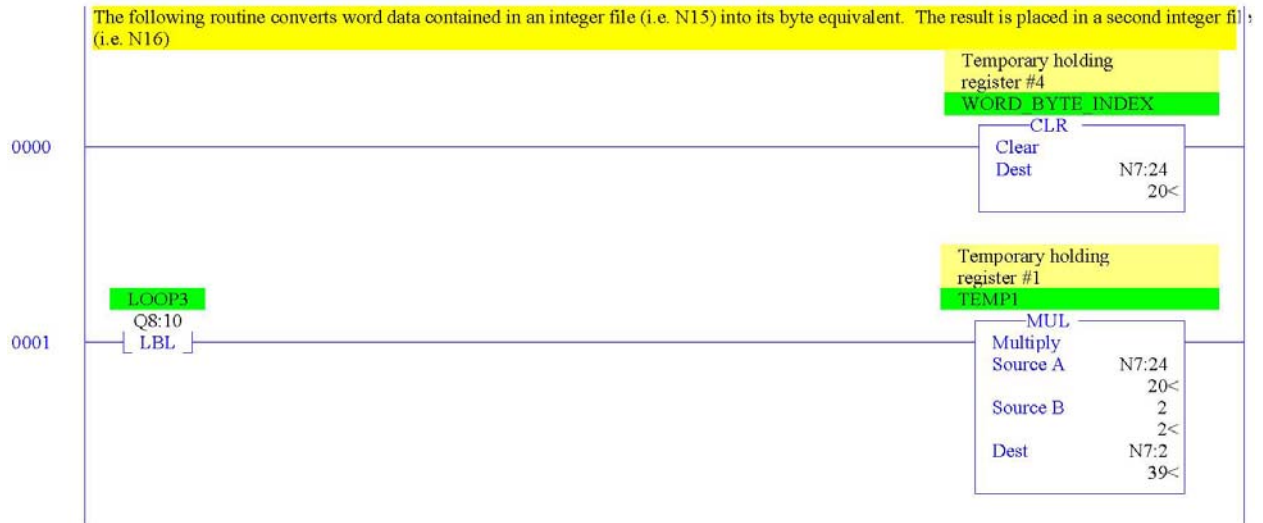 The following routine converts word data contained in an integer file (i.e. N15) into its byte equivalent. The result is placed in a second integer file
(i.e. N16)
Temporary holding
register #4
WORD_BYTE_INDEX
CLR
0000
Clear
Dest N7:24
20<
Temporary holding
register #1
LOOP3
TEMP1
Q8:10
MUL
0001
LBL
Multiply
Source A N7:24
20<
Source B 2
2<
Dest N7:2
39<